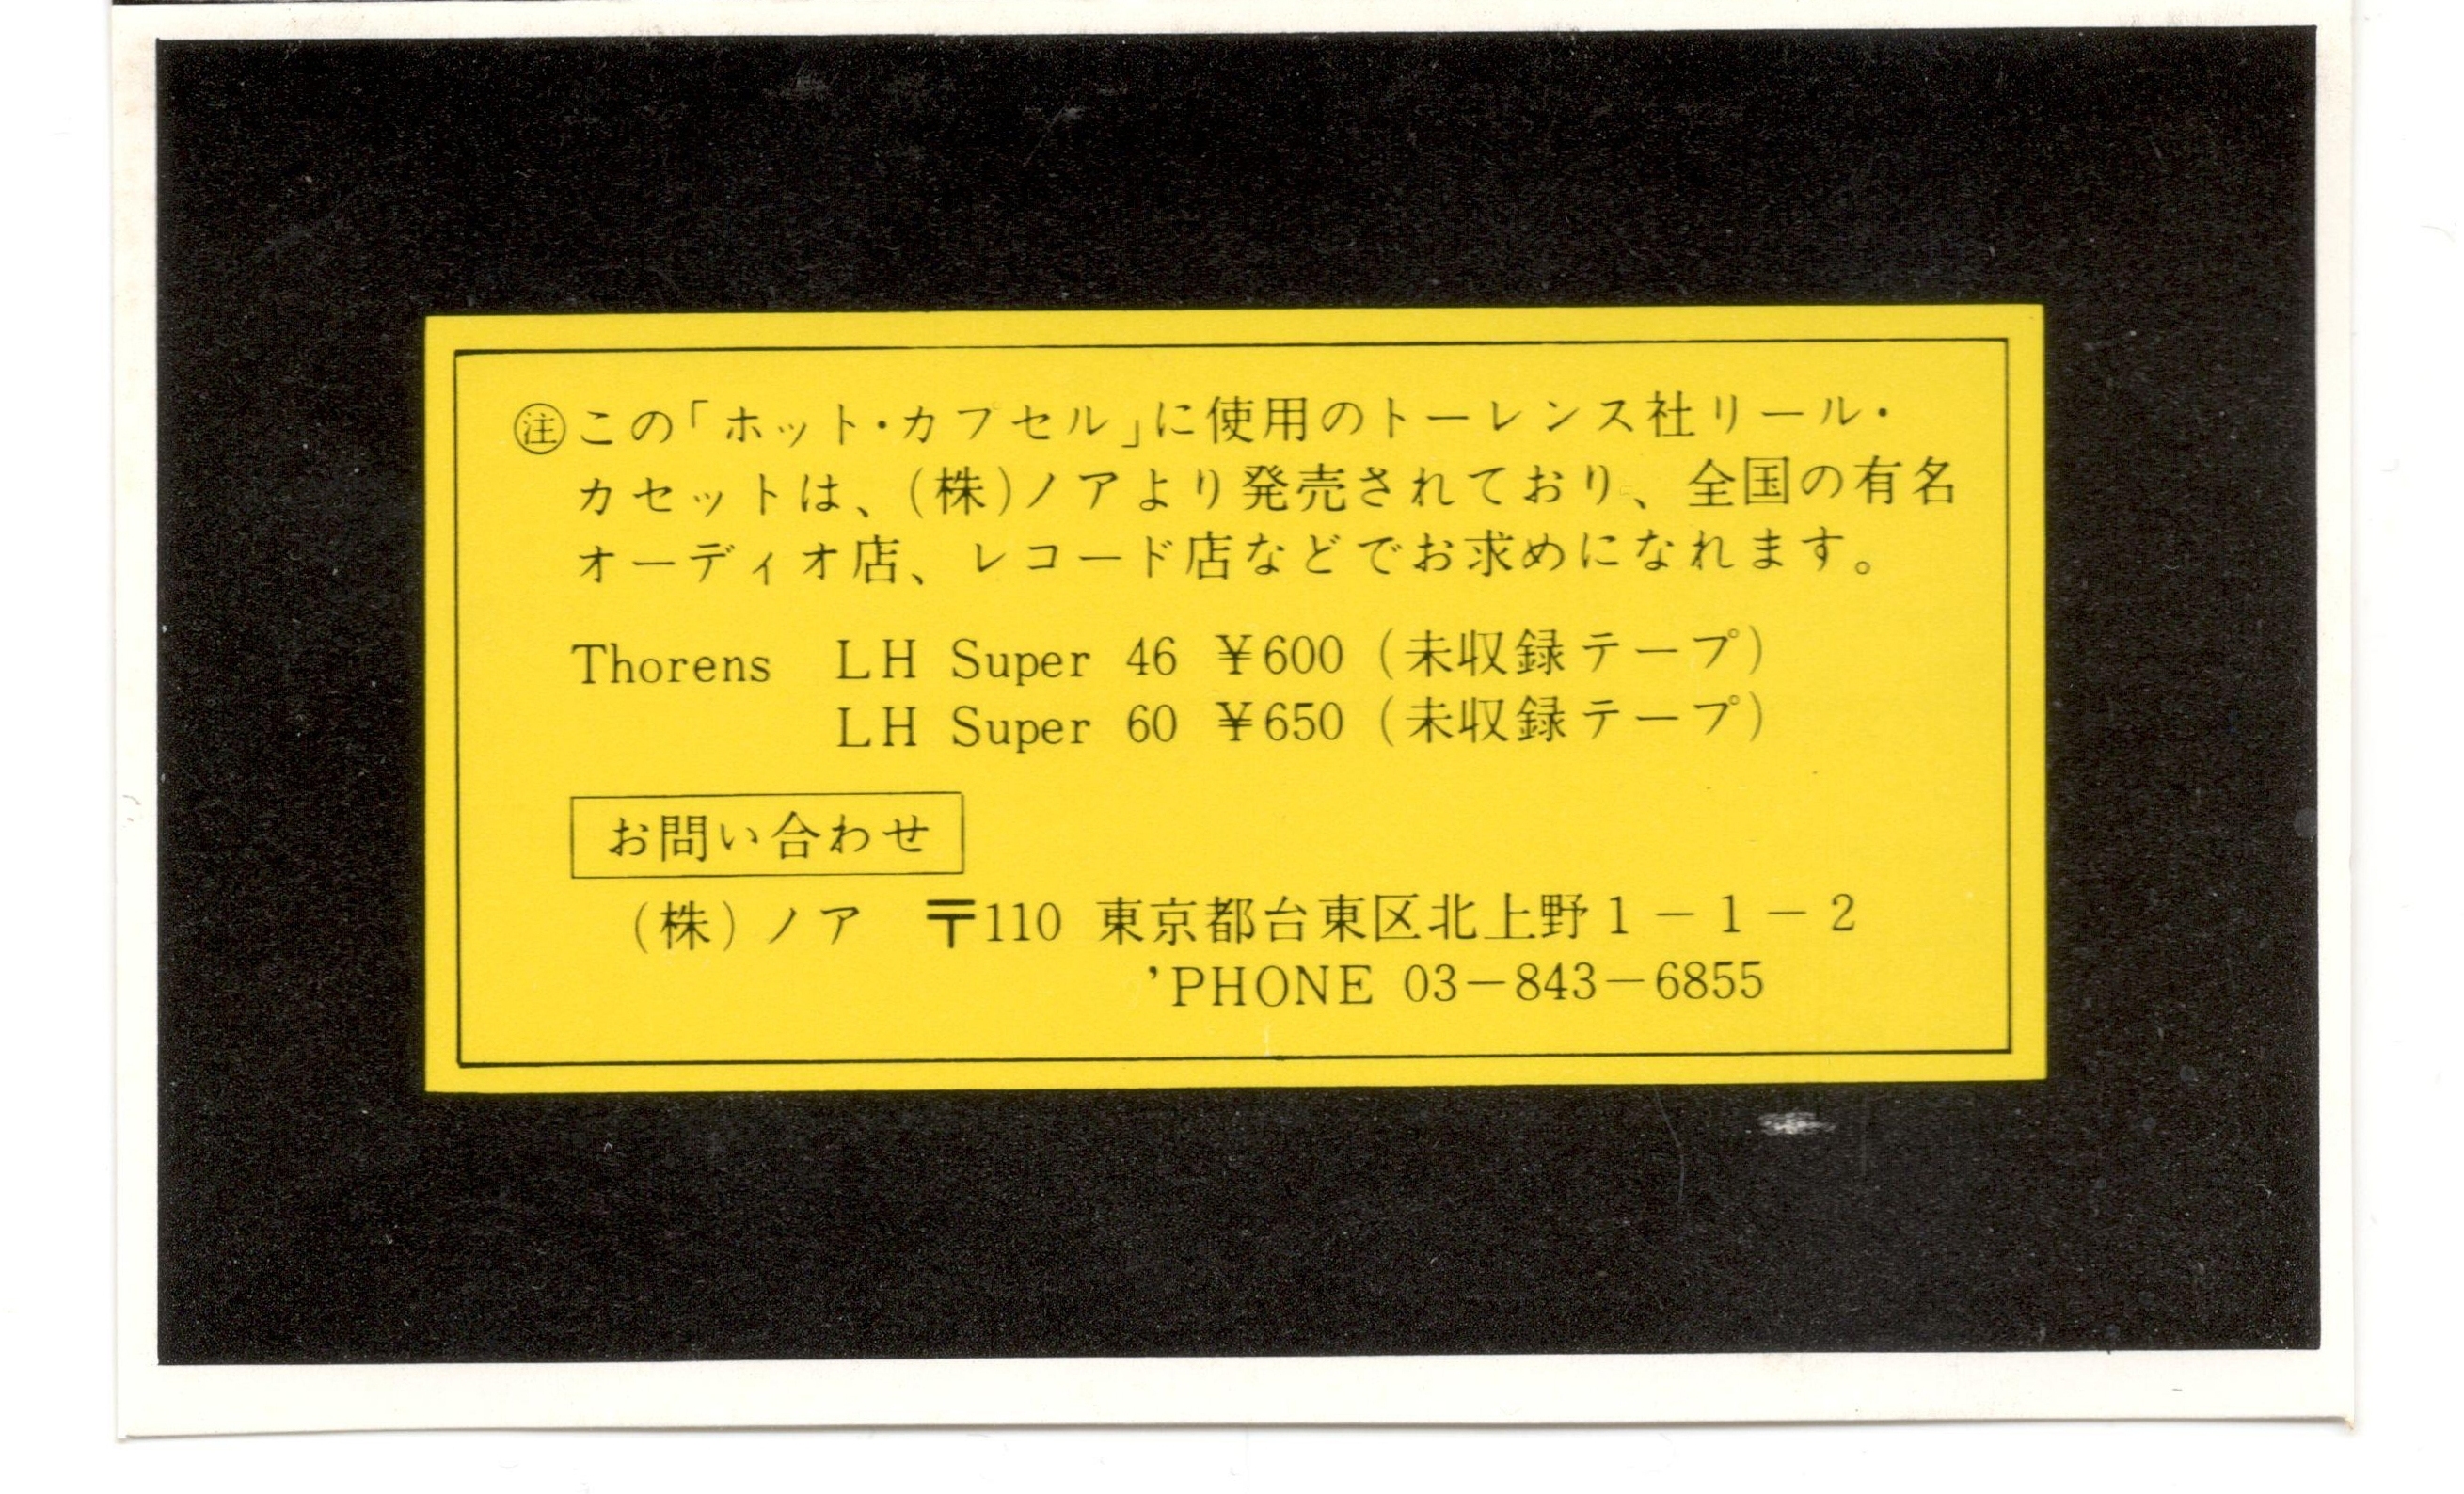 ㊟この「ホット・カプセル」に使用のトーレンス社リール・
カセットは、(株)ノアより発売されており、全国の有名
オーディオ店、レコード店などでお求めになれます。
Thorens LH Super 46 ¥600 (未収録テープ)
LH Super 60 ¥650 (未収録テープ)
お問い合わせ
(株)ノア 〒110 東京都台東区北上野1-1-2
'PHONE 03-843-6855